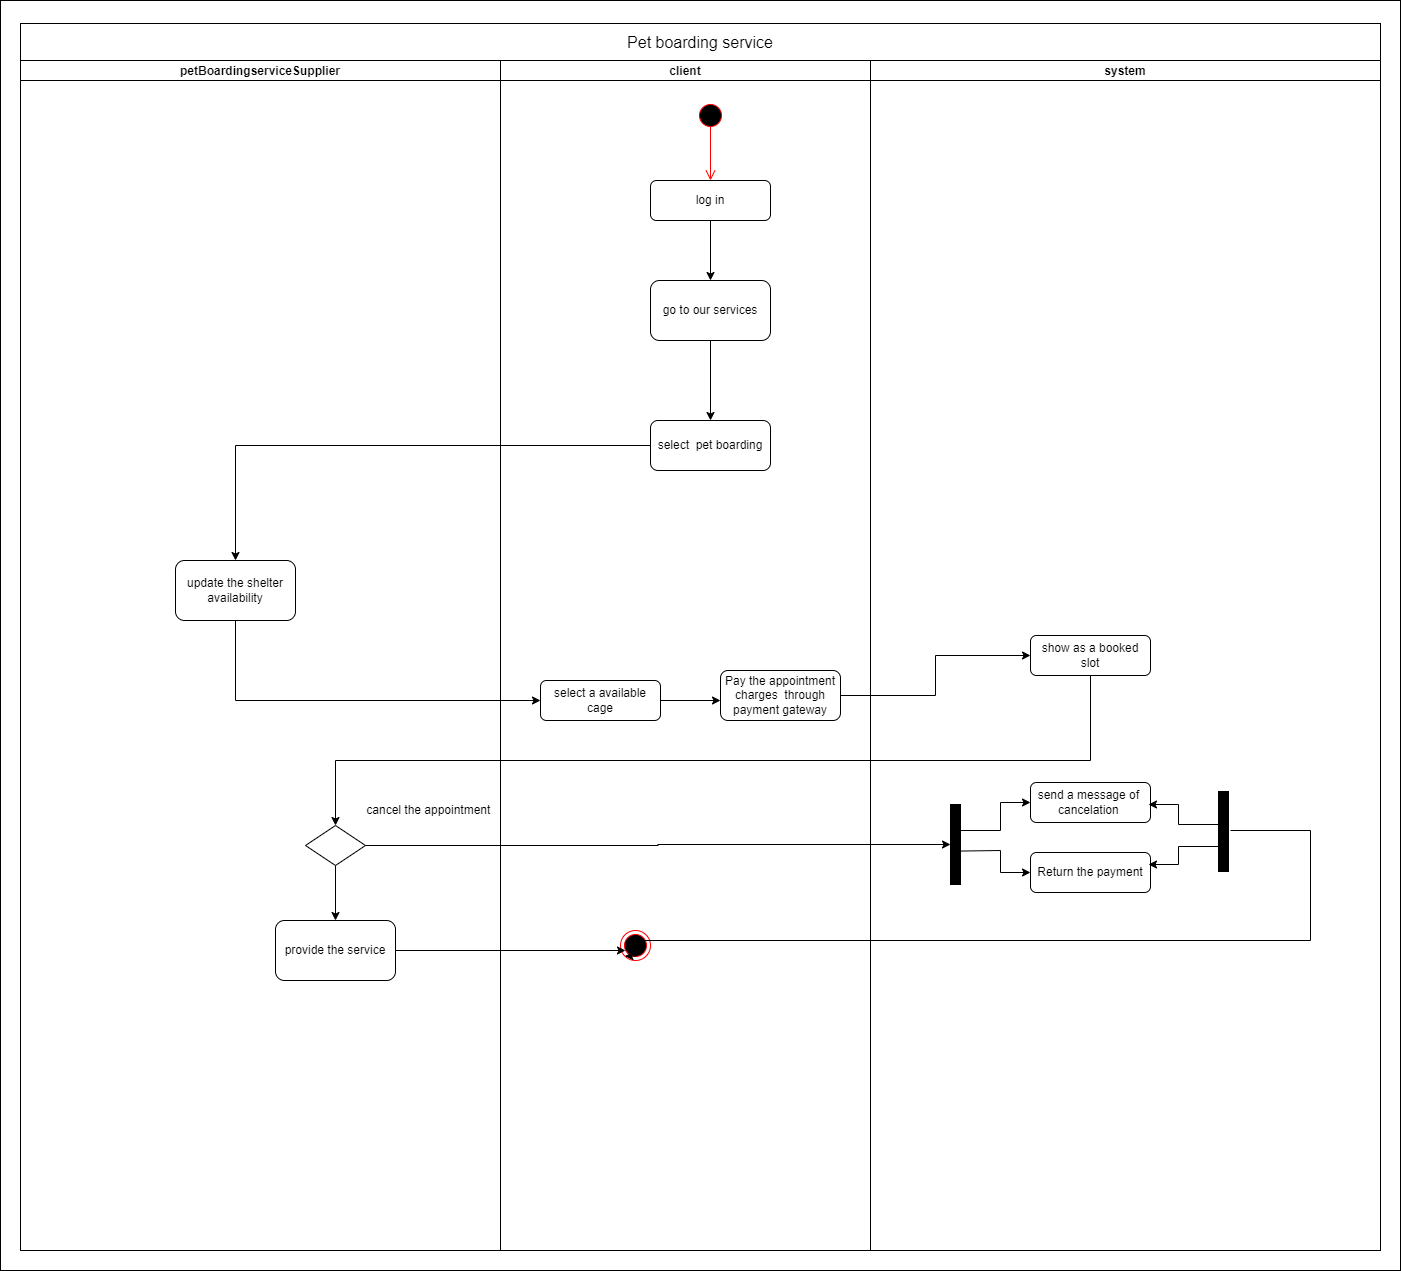 Pet boarding service
petBoardingserviceSupplier
client
system
log in
go to our services
select  pet boarding
update the shelter
availability
show as a booked
slot
select a available
cage
Pay the appointment
charges  through
payment gateway
cancel the appointment
send a message of
cancelation
Return the payment
provide the service